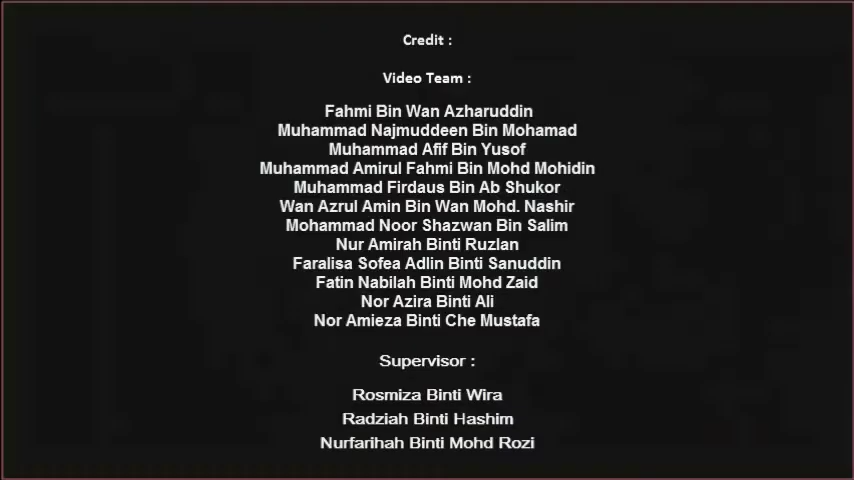 Credit :
Video Team :
Fahmi Bin Wan Azharuddin
Muhammad Najmuddeen Bin Mohamad
Muhammad Afif Bin Yusof
Muhammad Amirul Fahmi Bin Mohd Mohidin
Muhammad Firdaus Bin Ab Shukor
Wan Azrul Amin Bin Wan Mohd. Nashir
Mohammad Noor Shazwan Bin Salim
Nur Amirah Binti Ruzlan
Faralisa Sofea Adlin Binti Sanuddin
Fatin Nabilah Binti Mohd Zaid
Nor Azira Binti Ali
Nor Amieza Binti Che Mustafa
Supervisor :
Rosmiza Binti Wira
Radziah Binti Hashim
Nurfarihah Binti Mohd Rozi